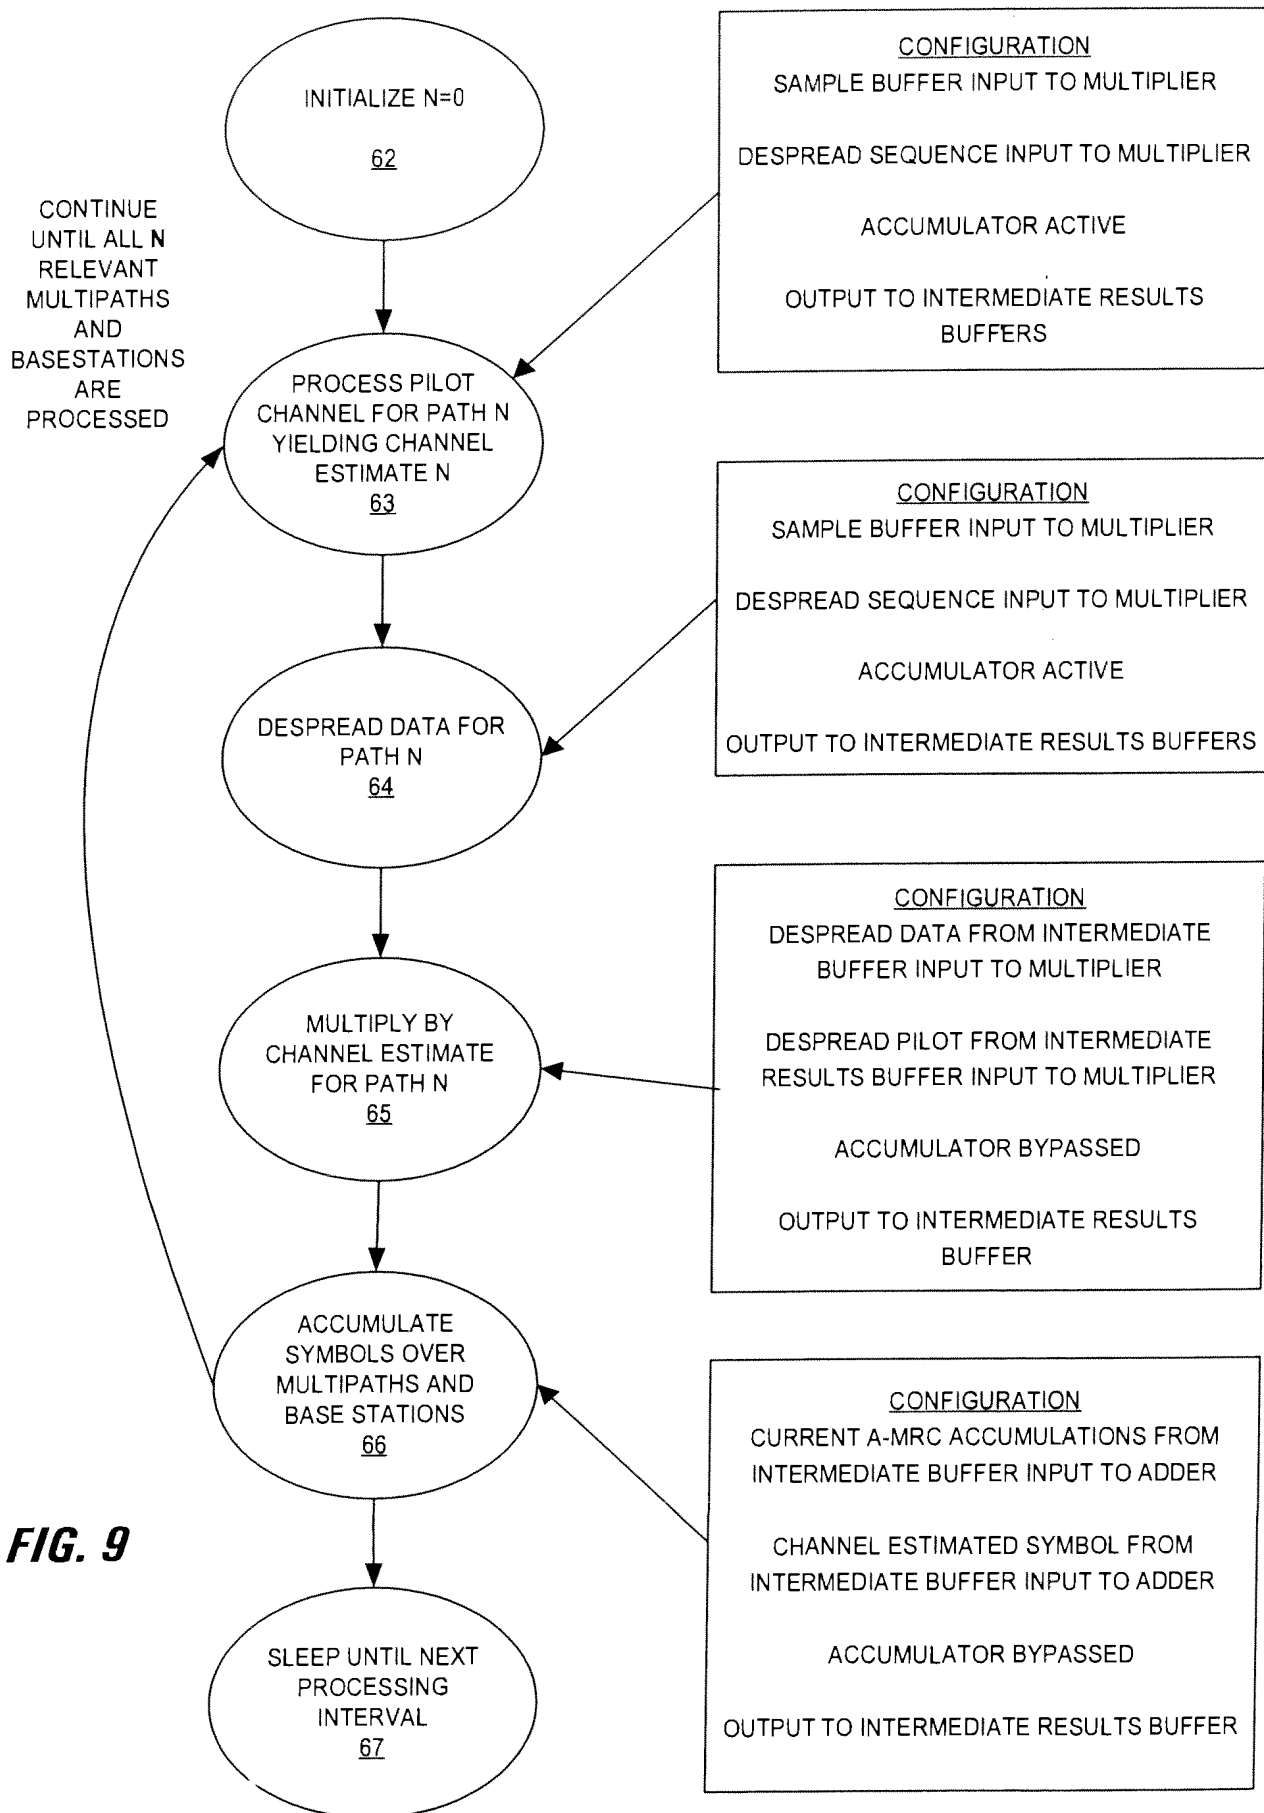 INITIALIZE N=0
62
CONFIGURATION
SAMPLE BUFFER INPUT TO MULTIPLIER
DESPREAD SEQUENCE INPUT TO MULTIPLIER
ACCUMULATOR ACTIVE
OUTPUT TO INTERMEDIATE RESULTS
BUFFERS
CONTINUE
UNTIL ALL N
RELEVANT
MULTIPATHS
AND
BASESTATIONS
ARE
PROCESSED
PROCESS PILOT
CHANNEL FOR PATH N
YIELDING CHANNEL
ESTIMATE N
63
CONFIGURATION
SAMPLE BUFFER INPUT TO MULTIPLIER
DESPREAD SEQUENCE INPUT TO MULTIPLIER
ACCUMULATOR ACTIVE
OUTPUT TO INTERMEDIATE RESULTS BUFFERS
DESPREAD DATA FOR
PATH N
64
CONFIGURATION
DESPREAD DATA FROM INTERMEDIATE
BUFFER INPUT TO MULTIPLIER
DESPREAD PILOT FROM INTERMEDIATE
RESULTS BUFFER INPUT TO MULTIPLIER
ACCUMULATOR BYPASSED
OUTPUT TO INTERMEDIATE RESULTS
BUFFER
MULTIPLY BY
CHANNEL ESTIMATE
FOR PATH N
65
ACCUMULATE
SYMBOLS OVER
MULTIPATHS AND
BASE STATIONS
66
CONFIGURATION
CURRENT A-MRC ACCUMULATIONS FROM
INTERMEDIATE BUFFER INPUT TO ADDER
CHANNEL ESTIMATED SYMBOL FROM
INTERMEDIATE BUFFER INPUT TO ADDER
ACCUMULATOR BYPASSED
OUTPUT TO INTERMEDIATE RESULTS BUFFER
FIG. 9
SLEEP UNTIL NEXT
PROCESSING
INTERVAL
67